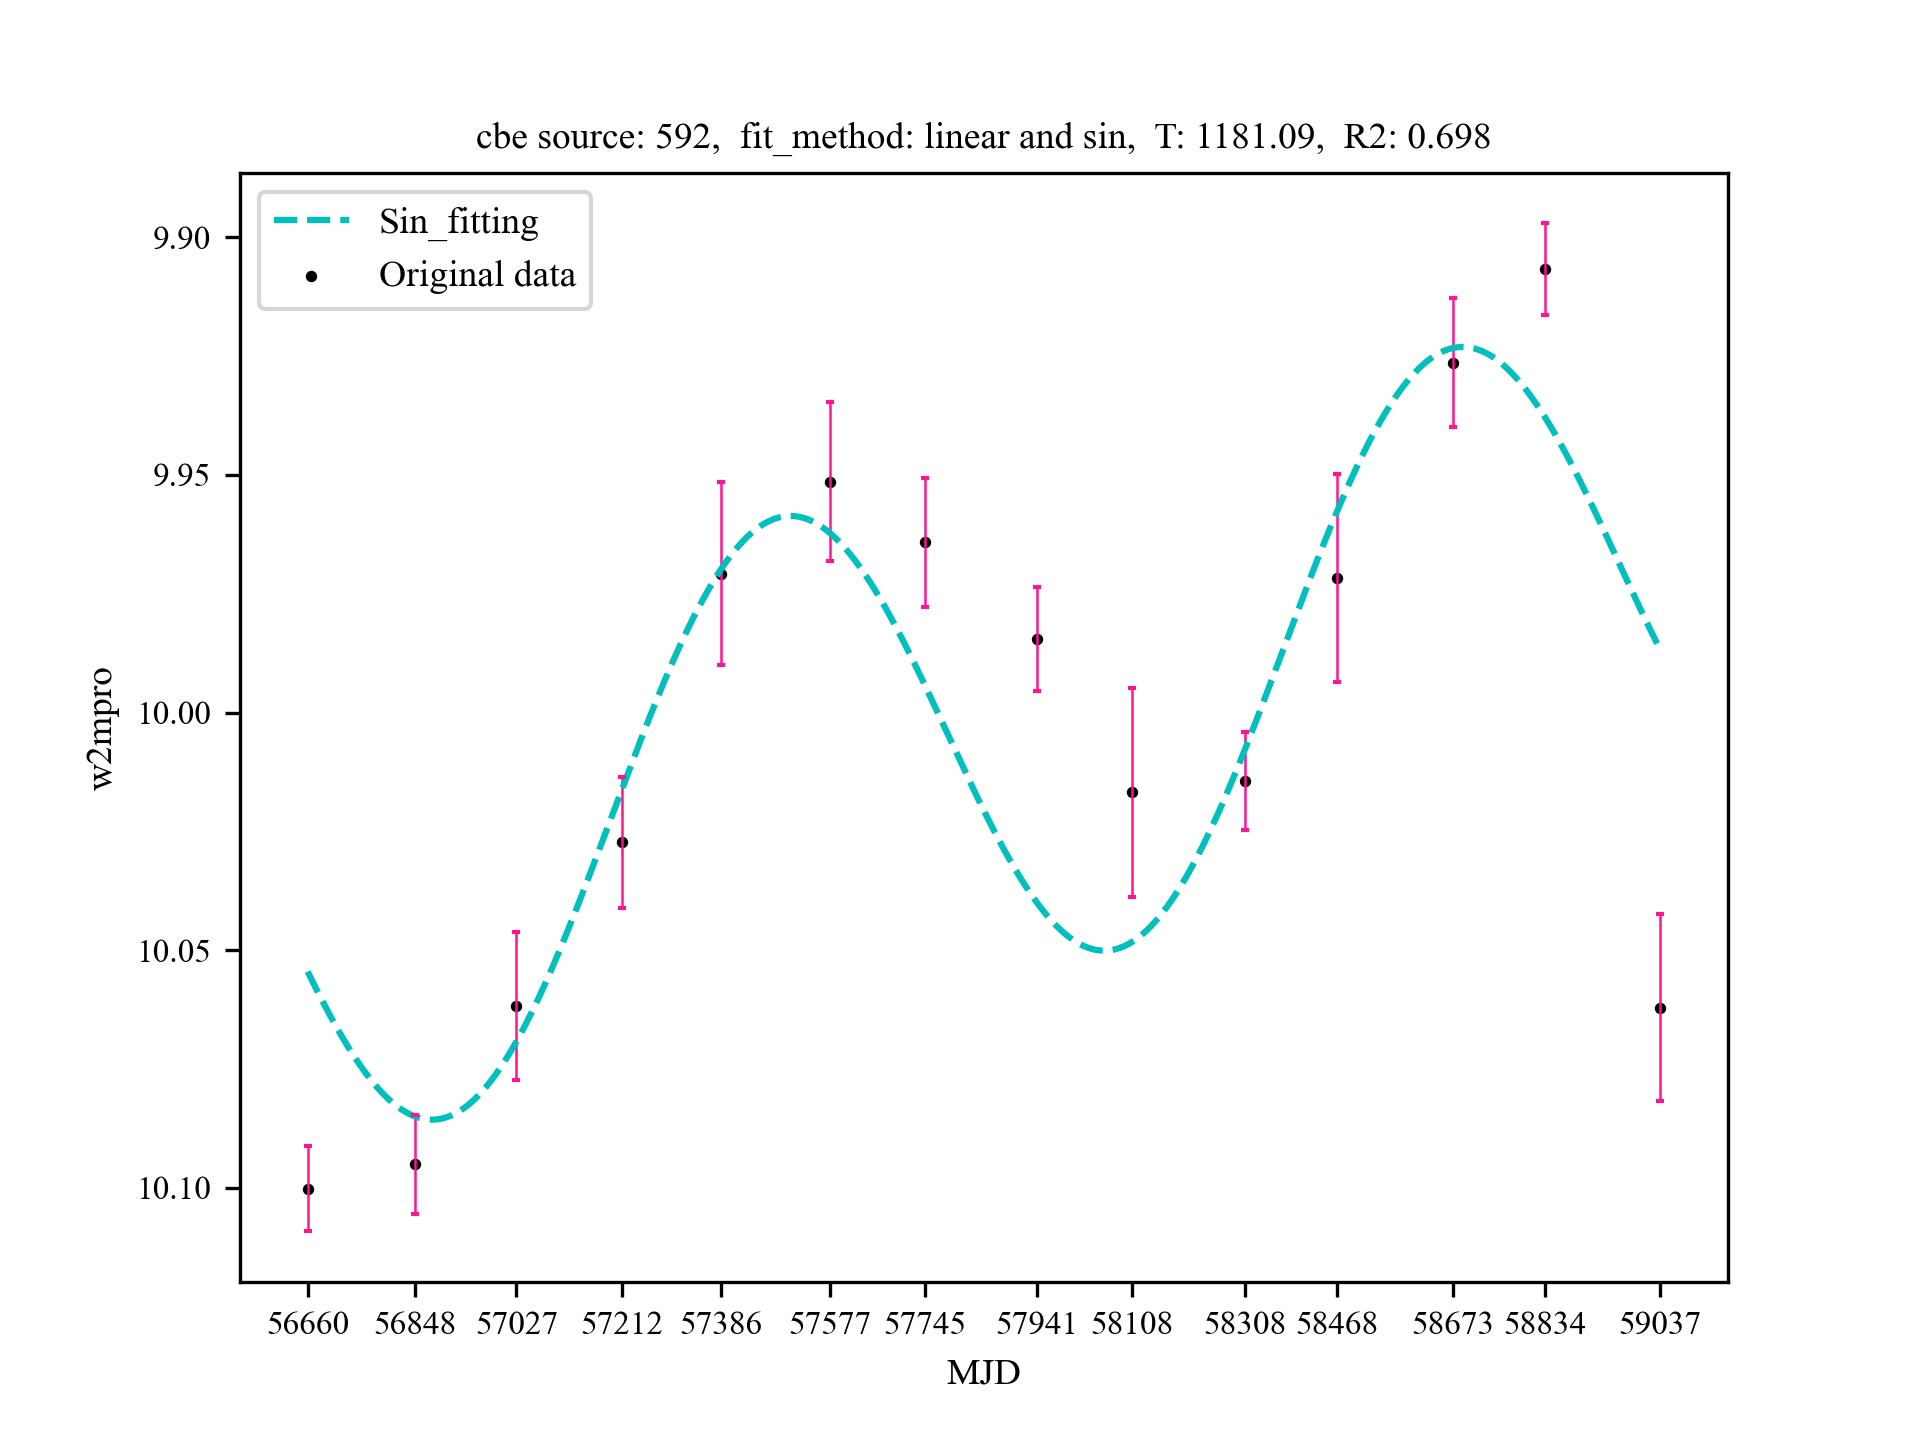 cbe source: 592,  fit_method: linear and sin,  T: 1181.09,  R2: 0.698
Sin_fitting
Original data
9.90
9.95
10.00
10.05
10.10
w2mpro
56660 56848 57027 57212 57386 57577 57745 57941 58108 58308 58468 58673 58834 59037
MJD